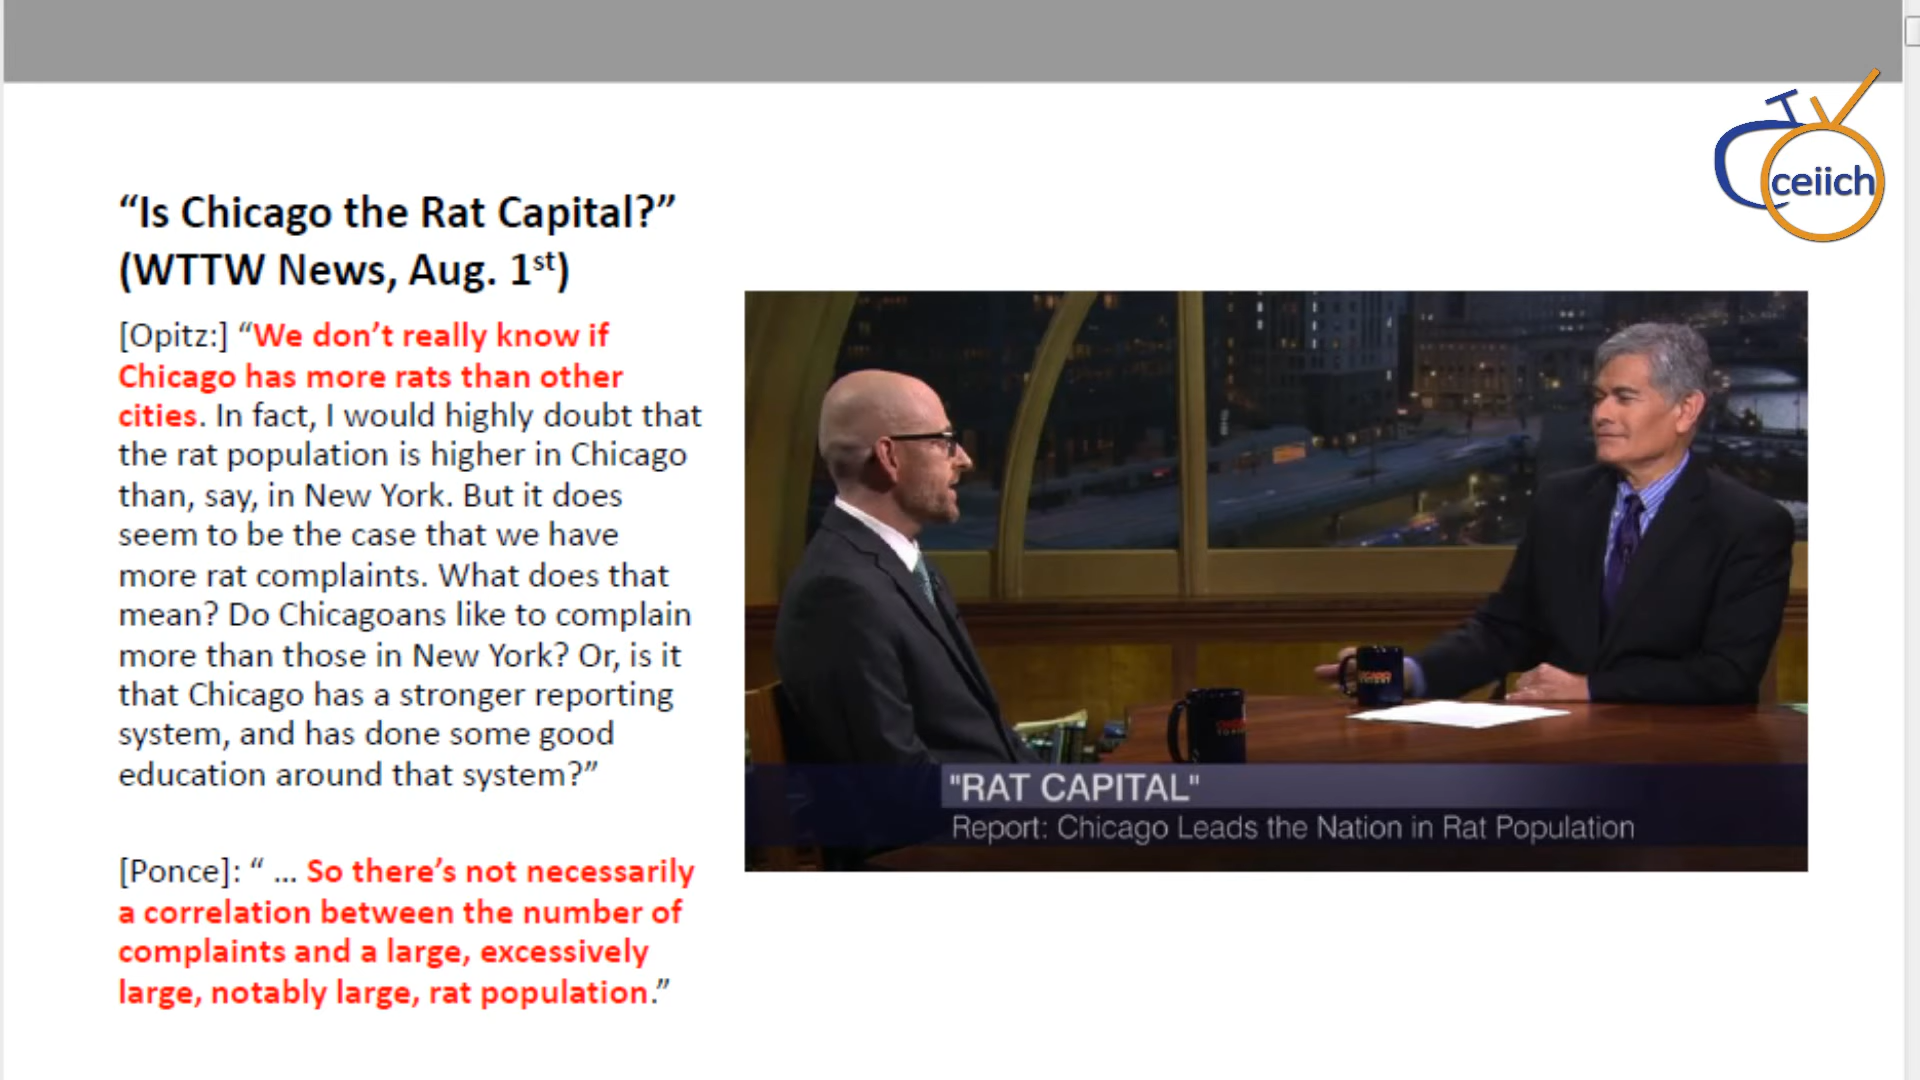 TV
ceiich
“Is Chicago the Rat Capital?”
(WTTW News, Aug. 1st)
[Opitz:] “We don’t really know if
Chicago has more rats than other
cities. In fact, I would highly doubt that
the rat population is higher in Chicago
than, say, in New York. But it does
seem to be the case that we have
more rat complaints. What does that
mean? Do Chicagoans like to complain
more than those in New York? Or, is it
that Chicago has a stronger reporting
system, and has done some good
education around that system?”
[Ponce]: “ ... So there’s not necessarily
a correlation between the number of
complaints and a large, excessively
large, notably large, rat population.”
"RAT CAPITAL"
Report: Chicago Leads the Nation in Rat Population